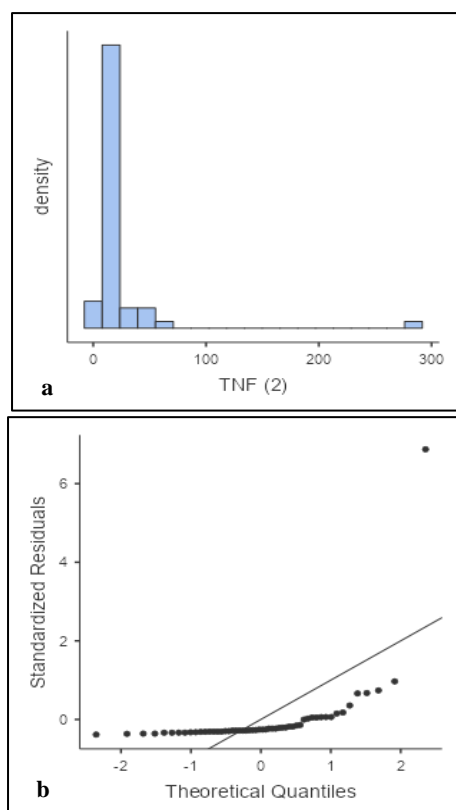 density
0 100 200 300
TNF (2)
a
Standardized Residuals
6
4
2
0
-2 -1 0 1 2
Theoretical Quantiles
b